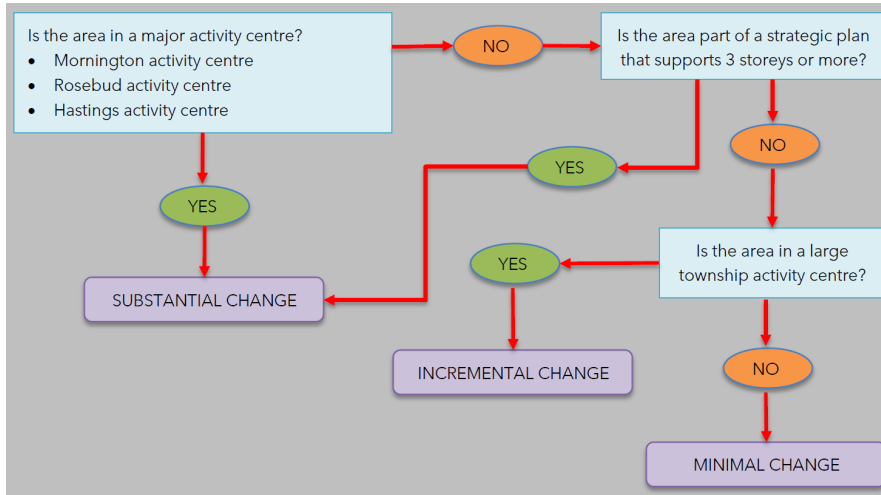 Is the area in a major activity centre?
• Mornington activity centre
• Rosebud activity centre
• Hastings activity centre
NO
Is the area part of a strategic plan
that supports 3 storeys or more?
NO
YES
YES
Is the area in a large
township activity centre?
YES
SUBSTANTIAL CHANGE
INCREMENTAL CHANGE
NO
MINIMAL CHANGE